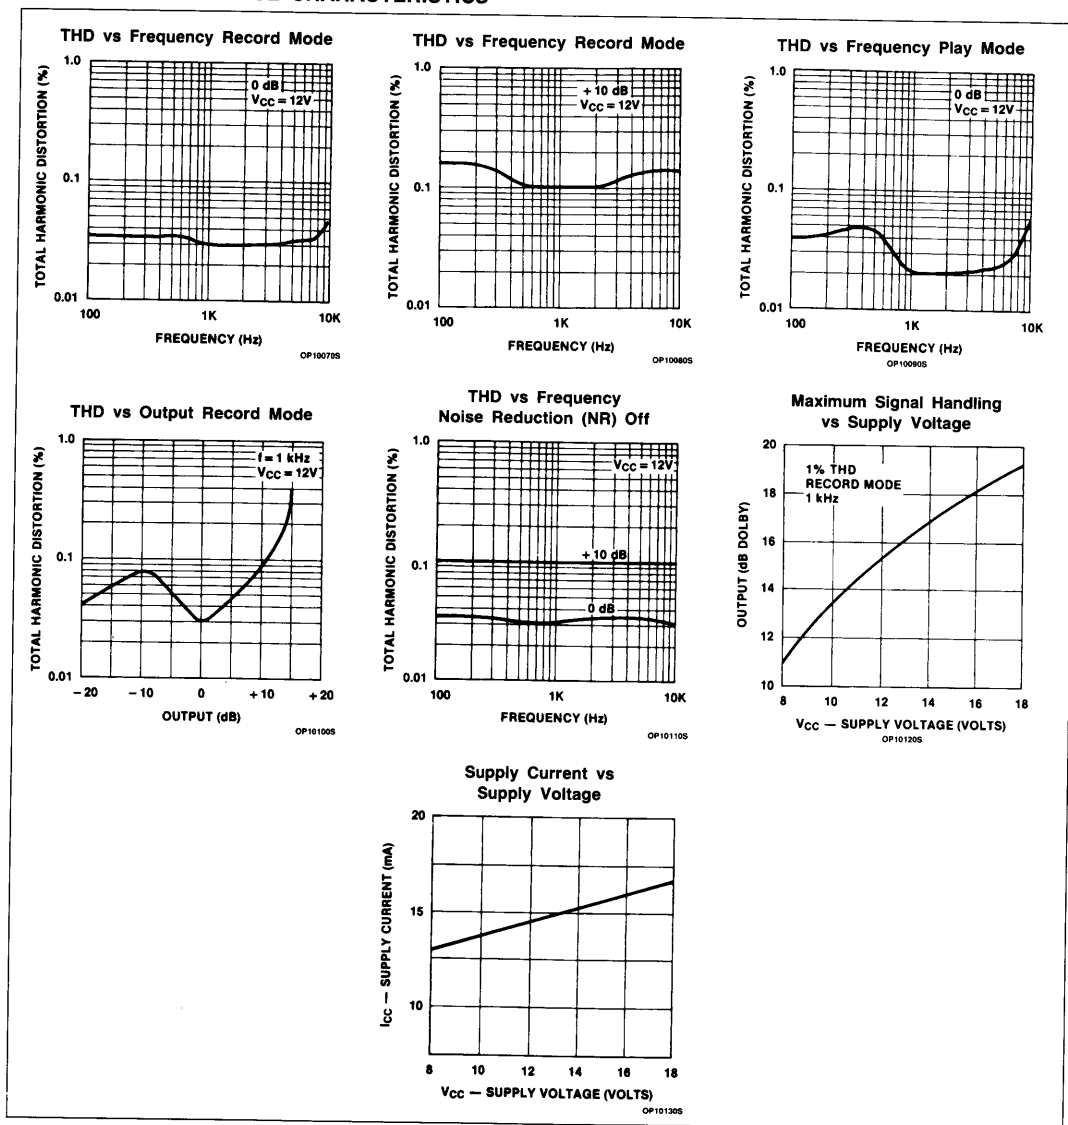 THD vs Frequency Record Mode
TOTAL HARMONIC DISTORTION (%)
1.0
0.1
0.01
0 dB
VCC = 12V
100
1K
10K
FREQUENCY (Hz)
OP10070S
THD vs Frequency Record Mode
TOTAL HARMONIC DISTORTION (%)
1.0
0.1
0.01
+ 10 dB
VCC = 12V
100
1K
10K
FREQUENCY (Hz)
OP10080S
THD vs Frequency Play Mode
TOTAL HARMONIC DISTORTION (%)
1.0
0.1
0.01
0 dB
VCC = 12V
100
1K
10K
FREQUENCY (Hz)
OP10090S
THD vs Output Record Mode
TOTAL HARMONIC DISTORTION (%)
1.0
0.1
0.01
f = 1 kHz
VCC = 12V
– 20
– 10
0
+ 10
+ 20
OUTPUT (dB)
OP10100S
THD vs Frequency
Noise Reduction (NR) Off
TOTAL HARMONIC DISTORTION (%)
1.0
0.1
0.01
VCC = 12V
+ 10 dB
0 dB
100
1K
10K
FREQUENCY (Hz)
OP10110S
Maximum Signal Handling
vs Supply Voltage
OUTPUT (dB DOLBY)
20
18
16
14
12
10
1% THD
RECORD MODE
1 kHz
8
10
12
14
16
18
VCC — SUPPLY VOLTAGE (VOLTS)
OP10120S
Supply Current vs
Supply Voltage
ICC — SUPPLY CURRENT (mA)
20
15
10
8
10
12
14
16
18
VCC — SUPPLY VOLTAGE (VOLTS)
OP10130S